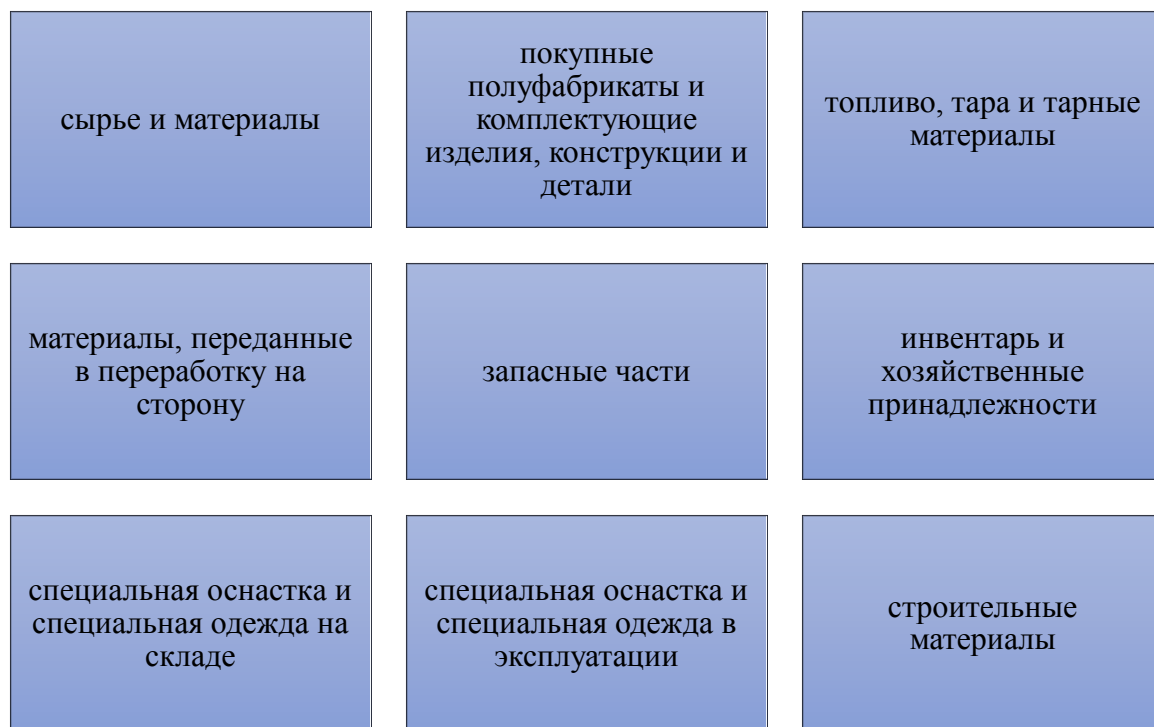 сырье и материалы
покупные
полуфабрикаты и
комплектующие
изделия, конструкции и
детали
топливо, тара и тарные
материалы
материалы, переданные
в переработку на
сторону
запасные части
инвентарь и
хозяйственные
принадлежности
специальная оснастка и
специальная одежда на
складе
специальная оснастка и
специальная одежда в
эксплуатации
строительные
материалы